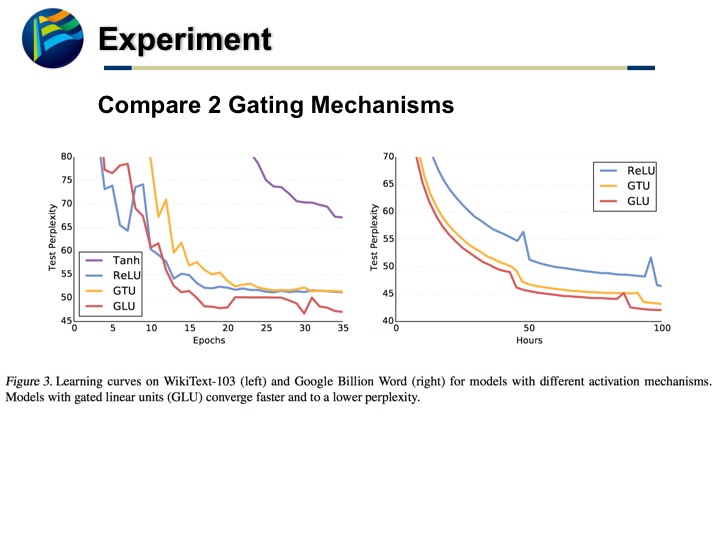 Experiment
Compare 2 Gating Mechanisms
80
75
70
65
60
55
50
45
Test Perplexity
0 5 10 15 20 25 30 35
Epochs
Tanh
ReLU
GTU
GLU
70
65
60
55
50
45
40
Test Perplexity
0 50 100
Hours
ReLU
GTU
GLU
Figure 3. Learning curves on WikiText-103 (left) and Google Billion Word (right) for models with different activation mechanisms.
Models with gated linear units (GLU) converge faster and to a lower perplexity.